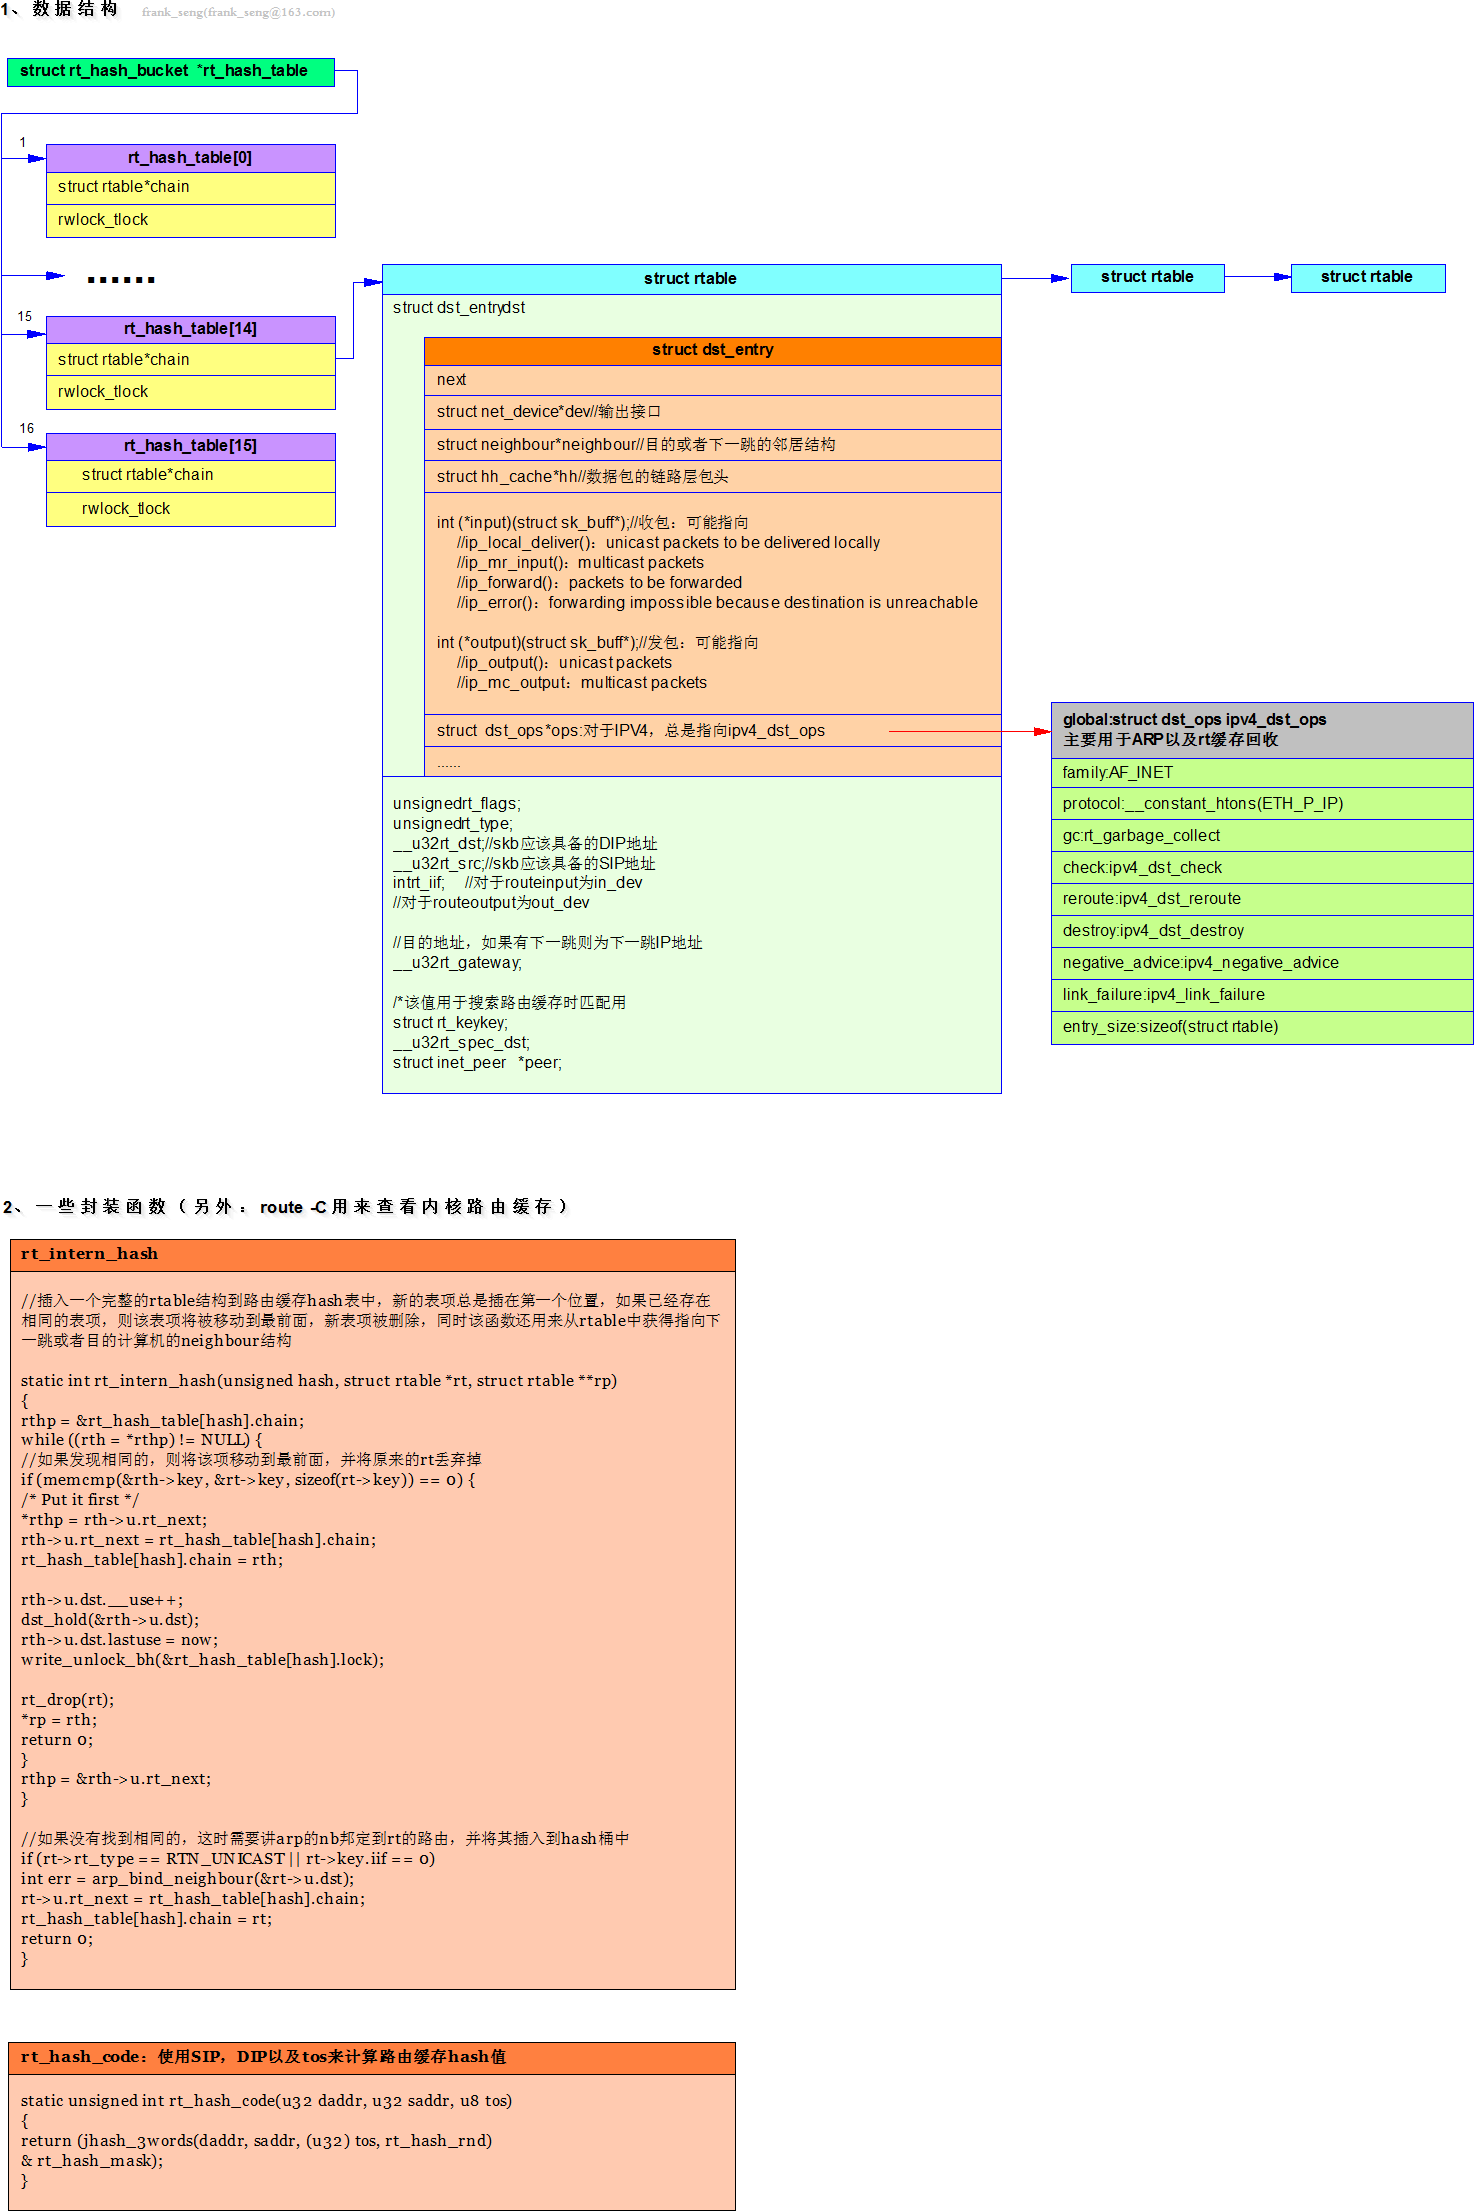 1、数据结构 frank_seng(frank_seng@163.com)
struct rt_hash_bucket *rt_hash_table
1
rt_hash_table[0]
struct rtable*chain
rwlock_tlock
......
15
rt_hash_table[14]
struct rtable*chain
rwlock_tlock
16
rt_hash_table[15]
struct rtable*chain
rwlock_tlock
struct rtable
struct dst_entrydst
struct dst_entry
next
struct net_device*dev//输出接口
struct neighbour*neighbour//目的或者下一跳的邻居结构
struct hh_cache*hh//数据包的链路层包头
int (*input)(struct sk_buff*);//收包：可能指向
//ip_local_deliver()：unicast packets to be delivered locally
//ip_mr_input()：multicast packets
//ip_forward()：packets to be forwarded
//ip_error()：forwarding impossible because destination is unreachable
int (*output)(struct sk_buff*);//发包：可能指向
//ip_output()：unicast packets
//ip_mc_output：multicast packets
struct dst_ops*ops:对于IPV4，总是指向ipv4_dst_ops
......
unsignedrt_flags;
unsignedrt_type;
__u32rt_dst;//skb应该具备的DIP地址
__u32rt_src;//skb应该具备的SIP地址
intrt_iif; //对于routeinput为in_dev
//对于routeoutput为out_dev
//目的地址，如果有下一跳则为下一跳IP地址
__u32rt_gateway;
/*该值用于搜索路由缓存时匹配用
struct rt_keykey;
__u32rt_spec_dst;
struct inet_peer *peer;
struct rtable
struct rtable
global:struct dst_ops ipv4_dst_ops
主要用于ARP以及rt缓存回收
family:AF_INET
protocol:__constant_htons(ETH_P_IP)
gc:rt_garbage_collect
check:ipv4_dst_check
reroute:ipv4_dst_reroute
destroy:ipv4_dst_destroy
negative_advice:ipv4_negative_advice
link_failure:ipv4_link_failure
entry_size:sizeof(struct rtable)
2、一些封装函数（另外：route -C用来查看内核路由缓存）
rt_intern_hash
//插入一个完整的rtable结构到路由缓存hash表中，新的表项总是插在第一个位置，如果已经存在
相同的表项，则该表项将被移动到最前面，新表项被删除，同时该函数还用来从rtable中获得指向下
一跳或者目的计算机的neighbour结构
static int rt_intern_hash(unsigned hash, struct rtable *rt, struct rtable **rp)
{
rthp = &rt_hash_table[hash].chain;
while ((rth = *rthp) != NULL) {
//如果发现相同的，则将该项移动到最前面，并将原来的rt丢弃掉
if (memcmp(&rth->key, &rt->key, sizeof(rt->key)) == 0) {
/* Put it first */
*rthp = rth->u.rt_next;
rth->u.rt_next = rt_hash_table[hash].chain;
rt_hash_table[hash].chain = rth;
rth->u.dst.__use++;
dst_hold(&rth->u.dst);
rth->u.dst.lastuse = now;
write_unlock_bh(&rt_hash_table[hash].lock);
rt_drop(rt);
*rp = rth;
return 0;
}
rthp = &rth->u.rt_next;
}
//如果没有找到相同的，这时需要讲arp的nb邦定到rt的路由，并将其插入到hash桶中
if (rt->rt_type == RTN_UNICAST || rt->key.iif == 0)
int err = arp_bind_neighbour(&rt->u.dst);
rt->u.rt_next = rt_hash_table[hash].chain;
rt_hash_table[hash].chain = rt;
return 0;
}
rt_hash_code：使用SIP，DIP以及tos来计算路由缓存hash值
static unsigned int rt_hash_code(u32 daddr, u32 saddr, u8 tos)
{
return (jhash_3words(daddr, saddr, (u32) tos, rt_hash_rnd)
& rt_hash_mask);
}